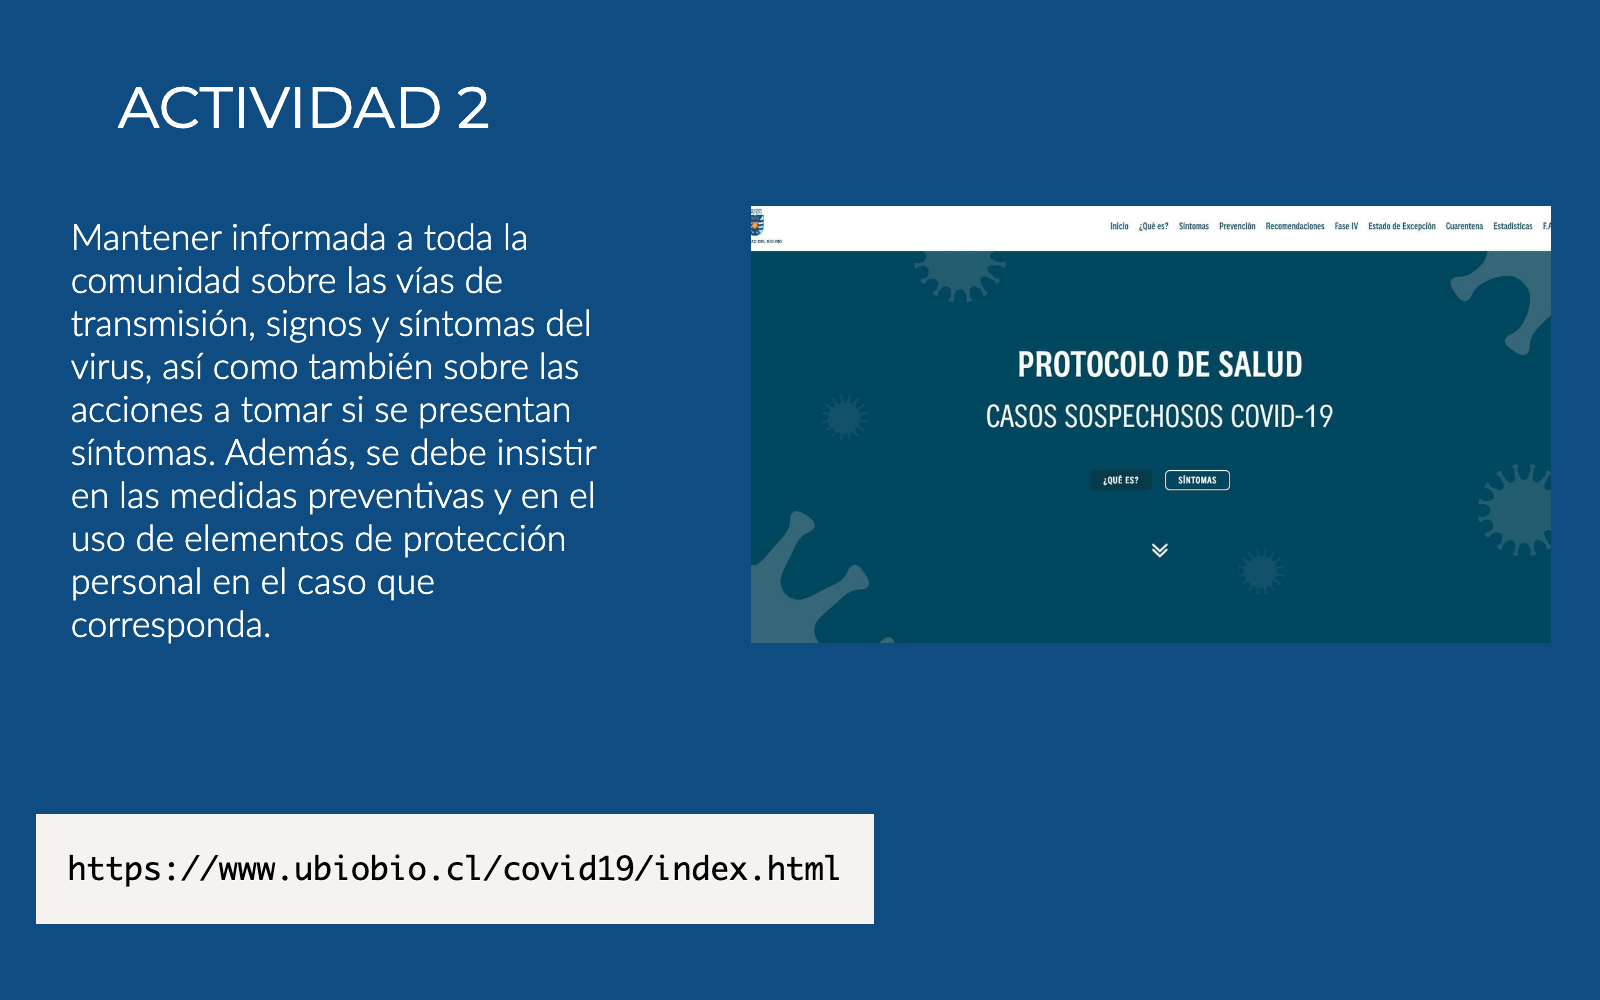 ACTIVIDAD 2
Mantener informada a toda la
comunidad sobre las vías de
transmisión, signos y síntomas del
virus, así como también sobre las
acciones a tomar si se presentan
síntomas. Además, se debe insistir
en las medidas preventivas y en el
uso de elementos de protección
personal en el caso que
corresponda.
Inicio ¿Qué es? Síntomas Prevención Recomendaciones Fase IV Estado de Excepción Cuarentena Estadísticas
DEL BÍO-BÍO
PROTOCOLO DE SALUD
CASOS SOSPECHOSOS COVID-19
¿QUÉ ES? SÍNTOMAS
https://www.ubiobio.cl/covid19/index.html